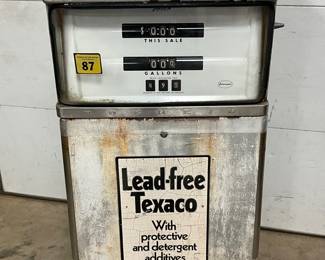 $ 0.00
THIS SALE
87
00.0
GALLONS
Lead-free
Texaco
With
protective
and detergent
additives